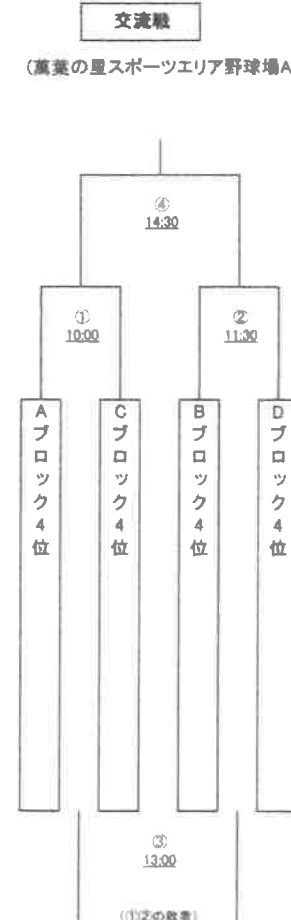 交流戦
(萬葉の里スポーツエリア野球場A
④
14:30
①
10:00
②
11:30
Aブロック4位
Cブロック4位
Bブロック4位
Dブロック4位
③
13:00
(①②の敗者)